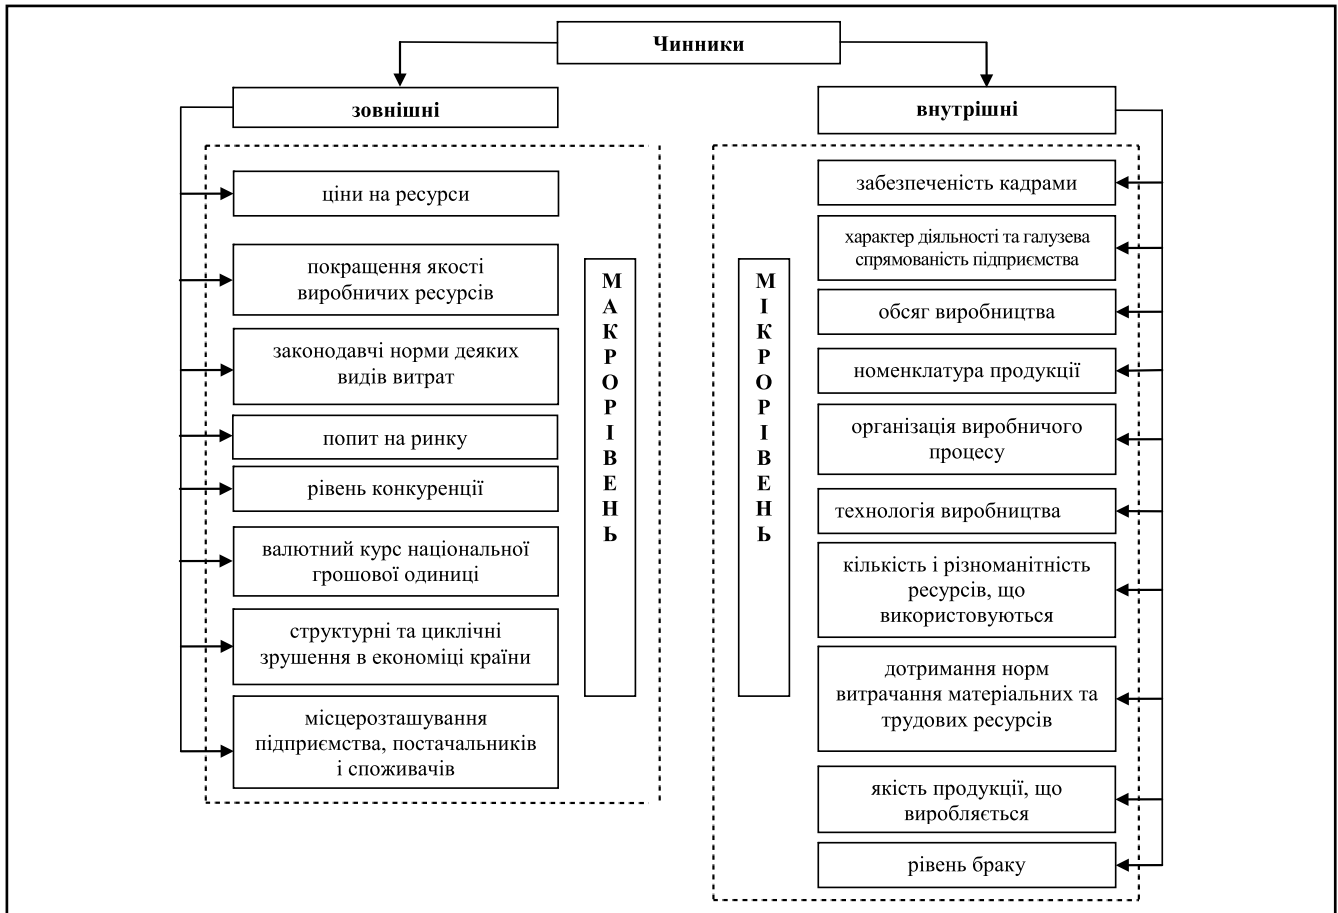 Чинники
зовнішні
ціни на ресурси
покращення якості
виробничих ресурсів
законодавчі норми деяких
видів витрат
попит на ринку
рівень конкуренції
валютний курс національної
грошової одиниці
структурні та циклічні
зрушення в економіці країни
місцерозташування
підприємства, постачальників
і споживачів
МАКРОРІВЕНЬ
МІКРОРІВЕНЬ
внутрішні
забезпеченість кадрами
характер діяльності та галузева
спрямованість підприємства
обсяг виробництва
номенклатура продукції
організація виробничого
процесу
технологія виробництва
кількість і різноманітність
ресурсів, що
використовуються
дотримання норм
витрачання матеріальних та
трудових ресурсів
якість продукції, що
виробляється
рівень браку